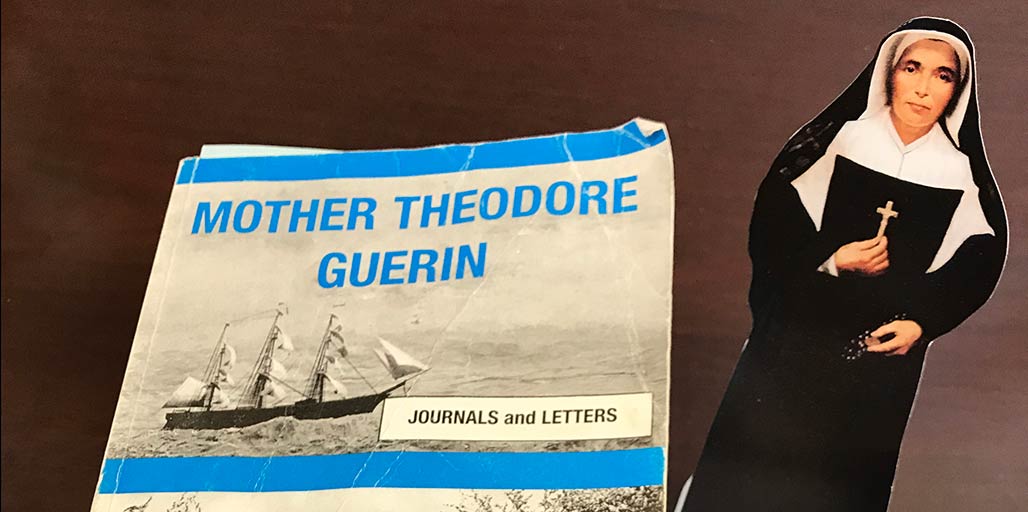 MOTHER THEODORE
GUERIN
JOURNALS and LETTERS